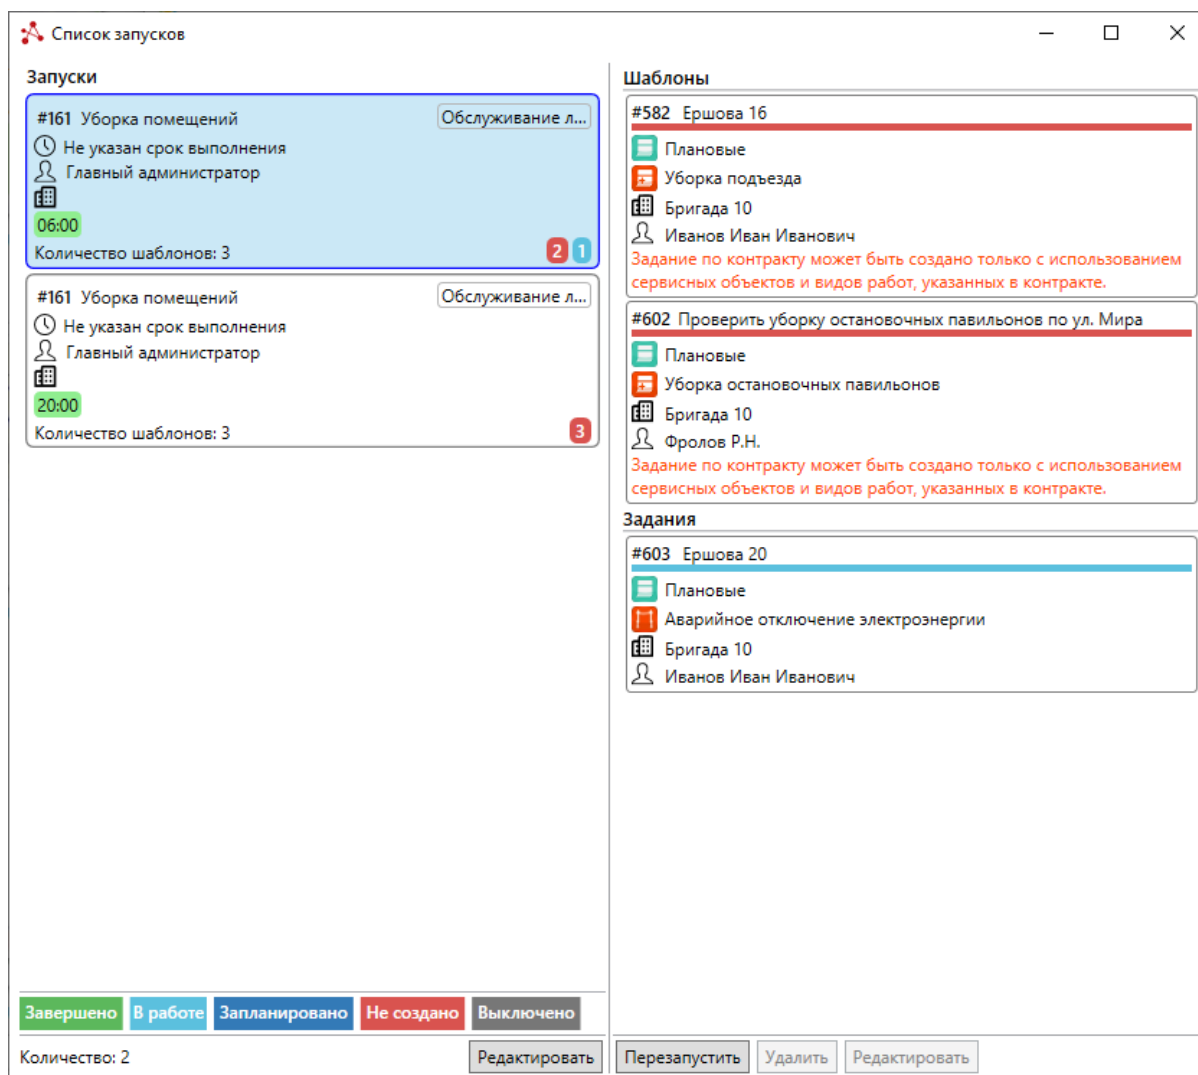 Список запусков
Запуски
#161 Уборка помещений
Обслуживание л...
Не указан срок выполнения
Главный администратор
06:00
Количество шаблонов: 3
2 1
#161 Уборка помещений
Обслуживание л...
Не указан срок выполнения
Главный администратор
20:00
Количество шаблонов: 3
3
Завершено В работе Запланировано Не создано Выключено
Количество: 2
Редактировать
Шаблоны
#582 Ершова 16
Плановые
Уборка подъезда
Бригада 10
Иванов Иван Иванович
Задание по контракту может быть создано только с использованием
сервисных объектов и видов работ, указанных в контракте.
#602 Проверить уборку остановочных павильонов по ул. Мира
Плановые
Уборка остановочных павильонов
Бригада 10
Фролов Р.Н.
Задание по контракту может быть создано только с использованием
сервисных объектов и видов работ, указанных в контракте.
Задания
#603 Ершова 20
Плановые
Аварийное отключение электроэнергии
Бригада 10
Иванов Иван Иванович
Перезапустить Удалить Редактировать